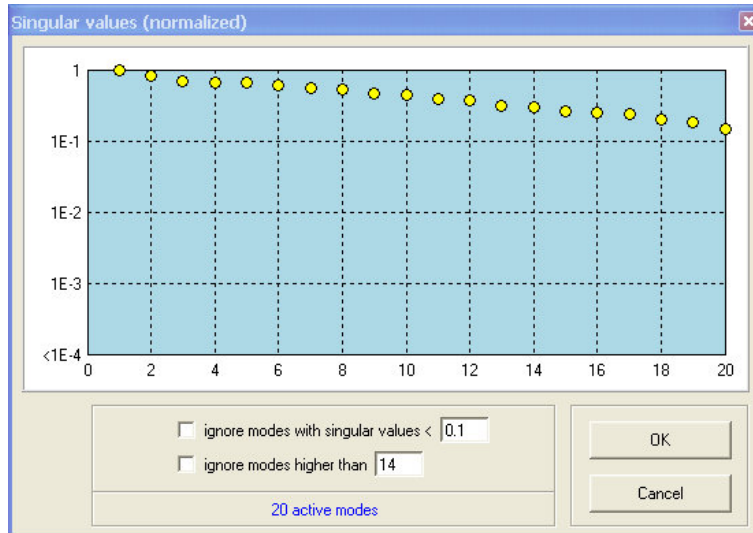 Singular values (normalized)
1
1E-1
1E-2
1E-3
<1E-4
0 2 4 6 8 10 12 14 16 18 20
ignore modes with singular values < 0.1
ignore modes higher than 14
20 active modes
OK
Cancel